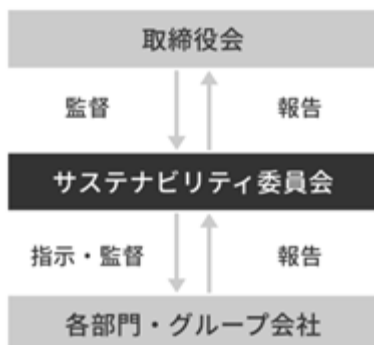 取締役会
監督
報告
サステナビリティ委員会
指示・監督
報告
各部門・グループ会社